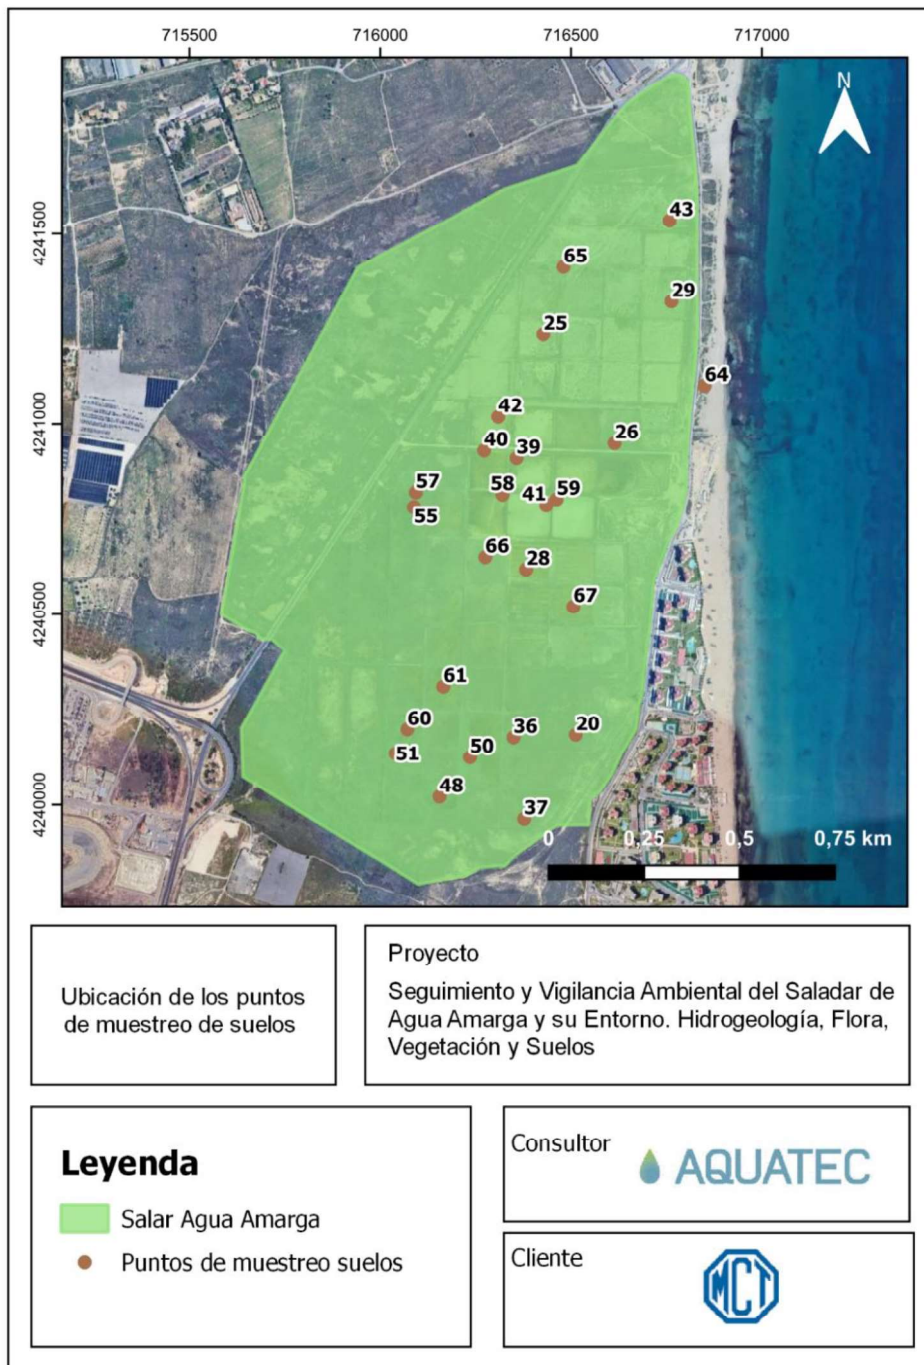 715500 716000 716500 717000
N
4241500
4241000
4240500
4240000
43
65
29
25
64
42
26
40 39
57 58 41 59
55
66 28
67
61
60 36 20
51 50
48
37
0 0,25 0,5 0,75 km
Ubicación de los puntos
de muestreo de suelos
Proyecto
Seguimiento y Vigilancia Ambiental del Saladar de
Agua Amarga y su Entorno. Hidrogeología, Flora,
Vegetación y Suelos
Leyenda
Salar Agua Amarga
Puntos de muestreo suelos
Consultor
AQUATEC
Cliente
MCT